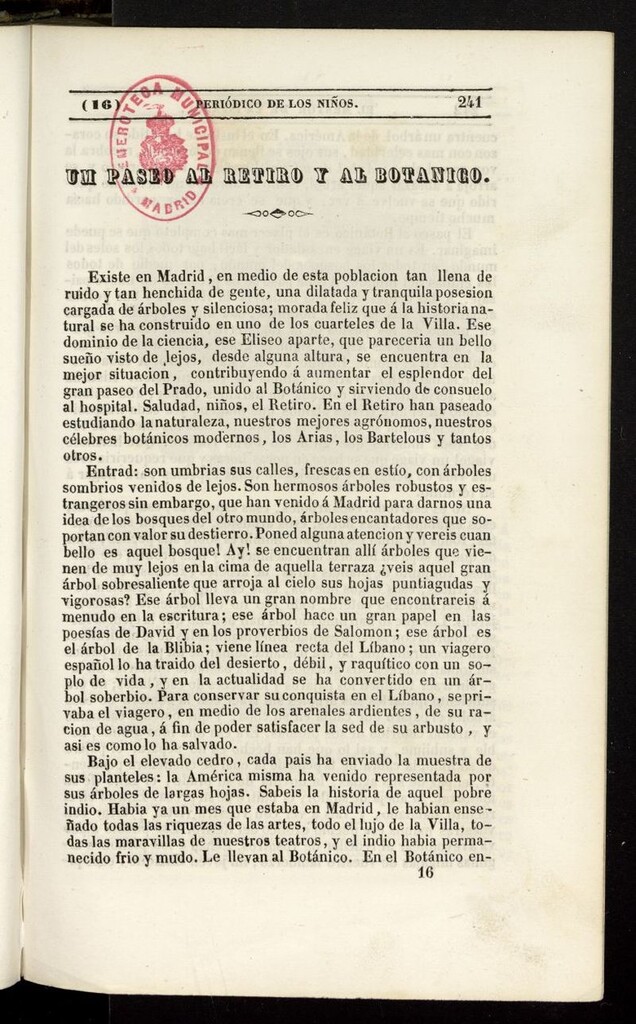 (16) PERIÓDICO DE LOS NIÑOS. 241
HEMEROTECA MUNICIPAL
MADRID
UN PASEO AL RETIRO Y AL BOTANICO.
Existe en Madrid, en medio de esta poblacion tan llena de
ruido y tan henchida de gente, una dilatada y tranquila posesion
cargada de árboles y silenciosa; morada feliz que á la historia na-
tural se ha construido en uno de los cuarteles de la Villa. Ese
dominio de la ciencia, ese Eliseo aparte, que pareceria un bello
sueño visto de lejos, desde alguna altura, se encuentra en la
mejor situacion, contribuyendo á aumentar el esplendor del
gran paseo del Prado, unido al Botánico y sirviendo de consuelo
al hospital. Saludad, niños, el Retiro. En el Retiro han paseado
estudiando la naturaleza, nuestros mejores agrónomos, nuestros
célebres botánicos modernos, los Arias, los Bartelous y tantos
otros.
Entrad: son umbrias sus calles, frescas en estío, con árboles
sombrios venidos de lejos. Son hermosos árboles robustos y es-
trangeros sin embargo, que han venido á Madrid para darnos una
idea de los bosques del otro mundo, árboles encantadores que so-
portan con valor su destierro. Poned alguna atencion y vereis cuan
bello es aquel bosque! Ay! se encuentran allí árboles que vie-
nen de muy lejos en la cima de aquella terraza ¿veis aquel gran
árbol sobresaliente que arroja al cielo sus hojas puntiagudas y
vigorosas? Ese árbol lleva un gran nombre que encontrareis á
menudo en la escritura; ese árbol hace un gran papel en las
poesías de David y en los proverbios de Salomon; ese árbol es
el árbol de la Blibia; viene línea recta del Líbano; un viagero
español lo ha traido del desierto, débil, y raquítico con un so-
plo de vida, y en la actualidad se ha convertido en un ár-
bol soberbio. Para conservar su conquista en el Líbano, se pri-
vaba el viagero, en medio de los arenales ardientes, de su ra-
cion de agua, á fin de poder satisfacer la sed de su arbusto, y
asi es como lo ha salvado.
Bajo el elevado cedro, cada pais ha enviado la muestra de
sus planteles: la América misma ha venido representada por
sus árboles de largas hojas. Sabeis la historia de aquel pobre
indio. Habia ya un mes que estaba en Madrid, le habian ense-
ñado todas las riquezas de las artes, todo el lujo de la Villa, to-
das las maravillas de nuestros teatros, y el indio habia perma-
necido frio y mudo. Le llevan al Botánico. En el Botánico en-
16